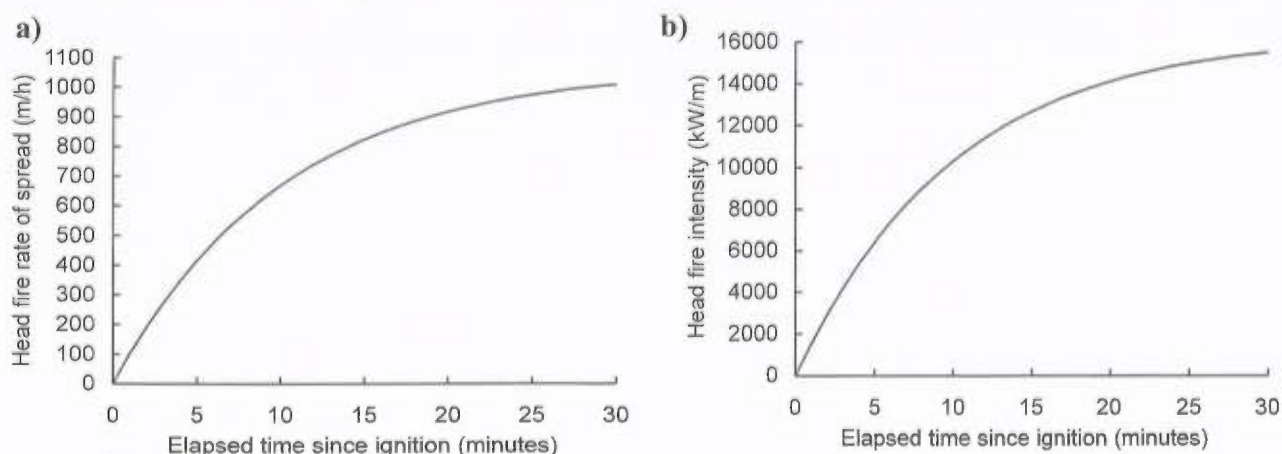 a)
Head fire rate of spread (m/h)
1100
1000
900
800
700
600
500
400
300
200
100
0
0 5 10 15 20 25 30
Elapsed time since ignition (minutes)
b)
Head fire intensity (kW/m)
16000
14000
12000
10000
8000
6000
4000
2000
0
0 5 10 15 20 25 30
Elapsed time since ignition (minutes)